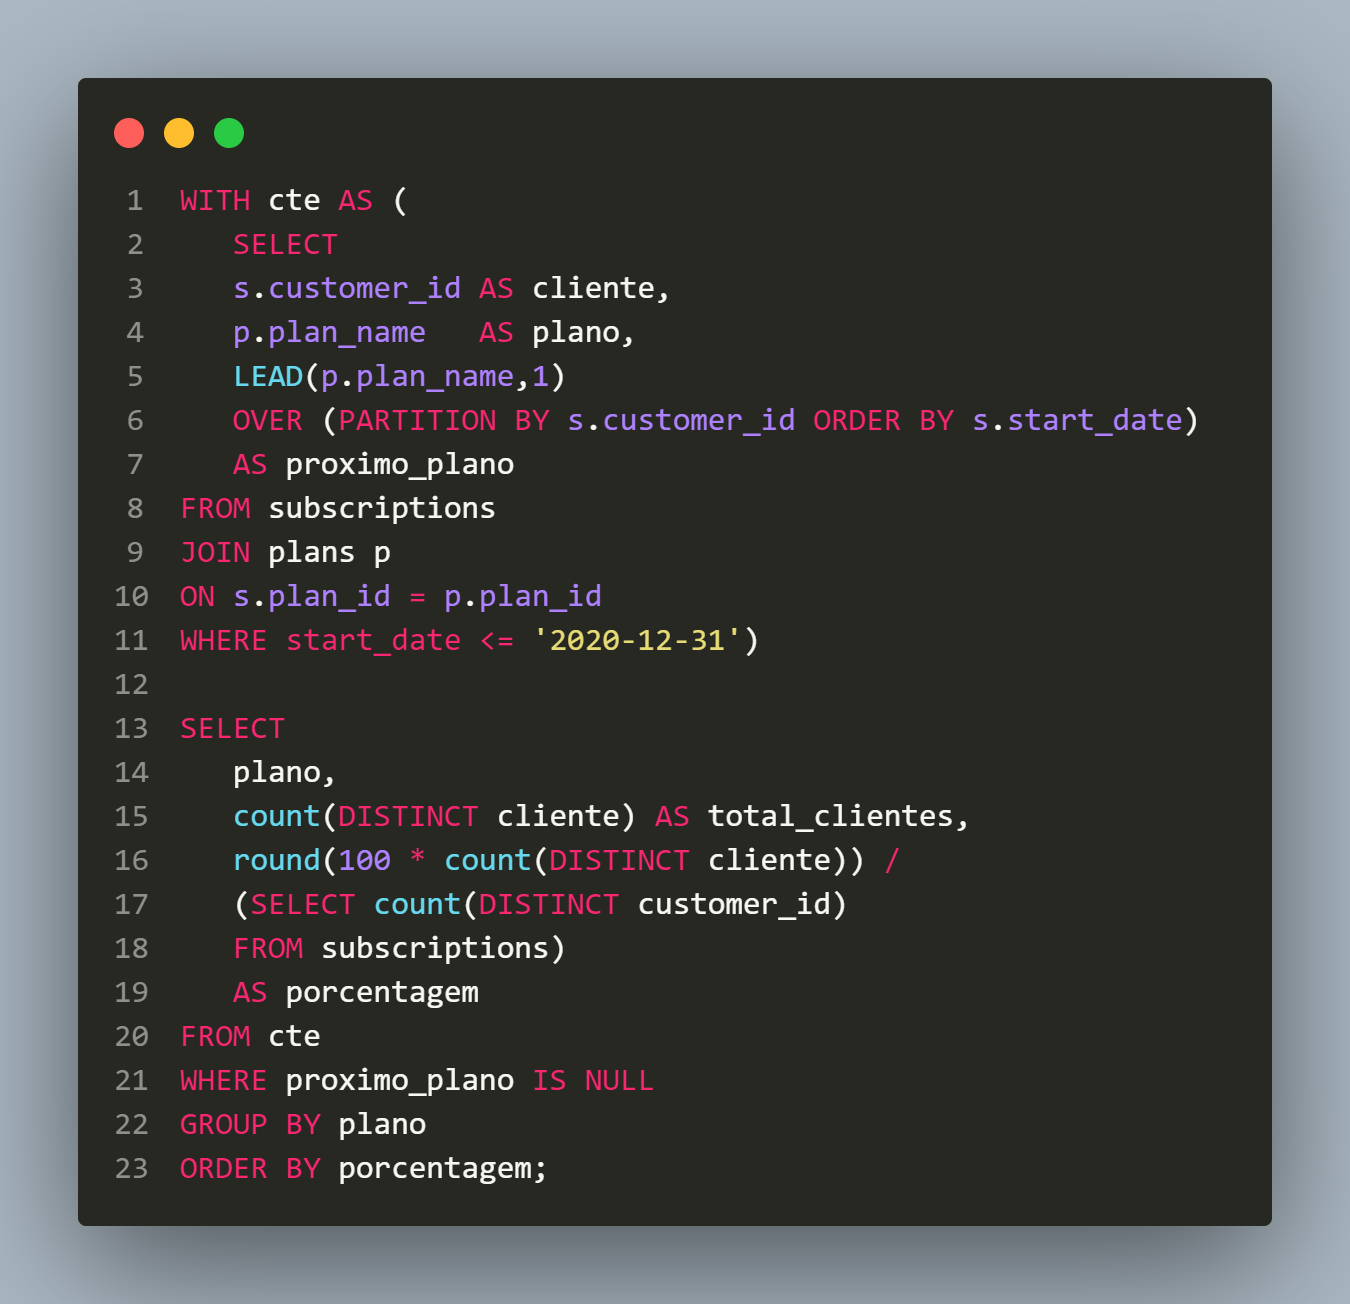 1 WITH cte AS (
2    SELECT
3    s.customer_id AS cliente,
4    p.plan_name   AS plano,
5    LEAD(p.plan_name,1)
6    OVER (PARTITION BY s.customer_id ORDER BY s.start_date)
7    AS proximo_plano
8 FROM subscriptions
9 JOIN plans p
10 ON s.plan_id = p.plan_id
11 WHERE start_date <= '2020-12-31')
12
13 SELECT
14    plano,
15    count(DISTINCT cliente) AS total_clientes,
16    round(100 * count(DISTINCT cliente)) /
17    (SELECT count(DISTINCT customer_id)
18    FROM subscriptions)
19    AS porcentagem
20 FROM cte
21 WHERE proximo_plano IS NULL
22 GROUP BY plano
23 ORDER BY porcentagem;